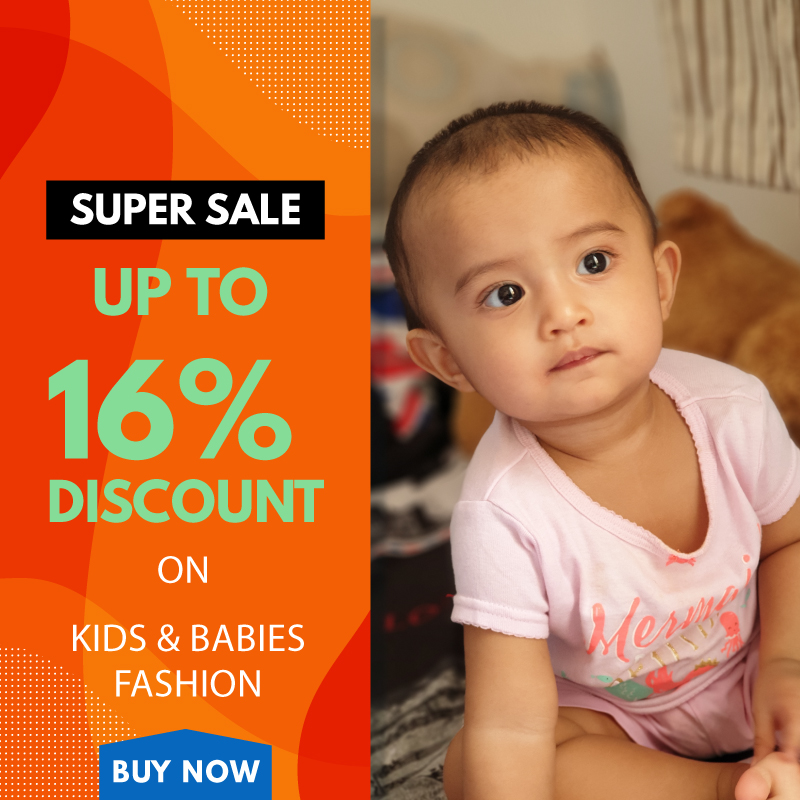 SUPER SALE
UP TO
16%
DISCOUNT
ON
KIDS & BABIES
FASHION
BUY NOW